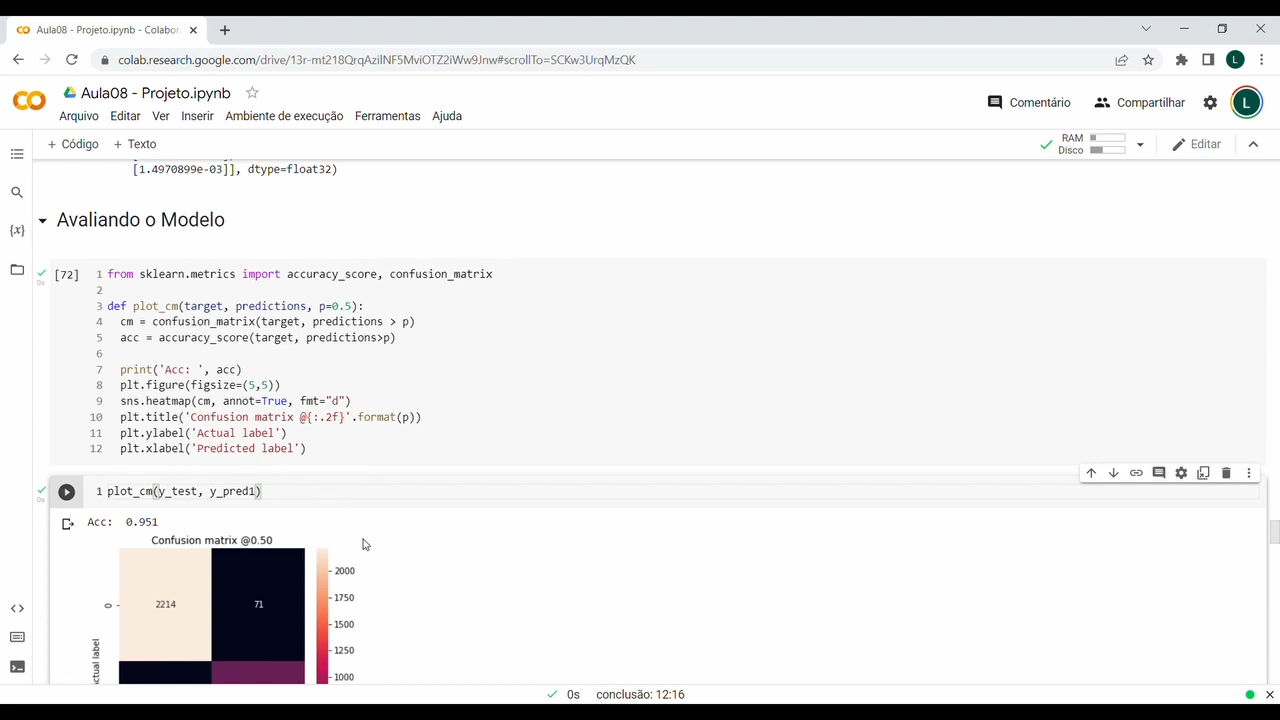 Aula08 - Projeto.ipynb - Colabor
colab.research.google.com/drive/13r-mt218QrqAzilNF5MviOTZ2iWw9Jnw#scrollTo=SCKw3UrqMzQK
L
Aula08 - Projeto.ipynb
Comentário
Compartilhar
L
Arquivo Editar Ver Inserir Ambiente de execução Ferramentas Ajuda
+ Código + Texto
RAM
Disco
Editar
[1.4970899e-03]], dtype=float32)
Avaliando o Modelo
{x}
0s
[72] 1 from sklearn.metrics import accuracy_score, confusion_matrix
2
3 def plot_cm(target, predictions, p=0.5):
4 cm = confusion_matrix(target, predictions > p)
5 acc = accuracy_score(target, predictions>p)
6
7 print('Acc: ', acc)
8 plt.figure(figsize=(5,5))
9 sns.heatmap(cm, annot=True, fmt="d")
10 plt.title('Confusion matrix @{:.2f}'.format(p))
11 plt.ylabel('Actual label')
12 plt.xlabel('Predicted label')
0s
1 plot_cm(y_test, y_pred1)
Acc: 0.951
Confusion matrix @0.50
2214 71
0
2000
1750
1500
1250
1000
0s conclusão: 12:16